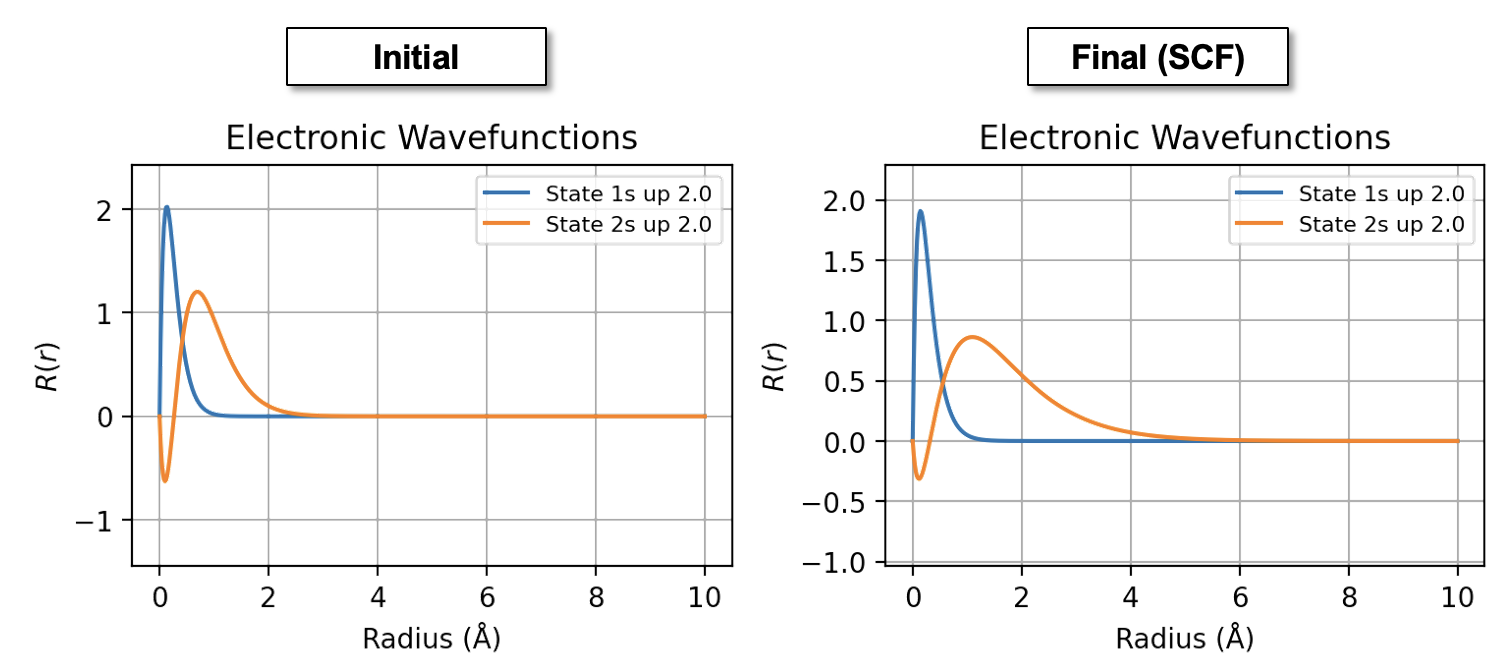 Initial
Electronic Wavefunctions
State 1s up 2.0
State 2s up 2.0
2
1
0
−1
R(r)
0 2 4 6 8 10
Radius (Å)
Final (SCF)
Electronic Wavefunctions
State 1s up 2.0
State 2s up 2.0
2.0
1.5
1.0
0.5
0.0
−0.5
−1.0
R(r)
0 2 4 6 8 10
Radius (Å)